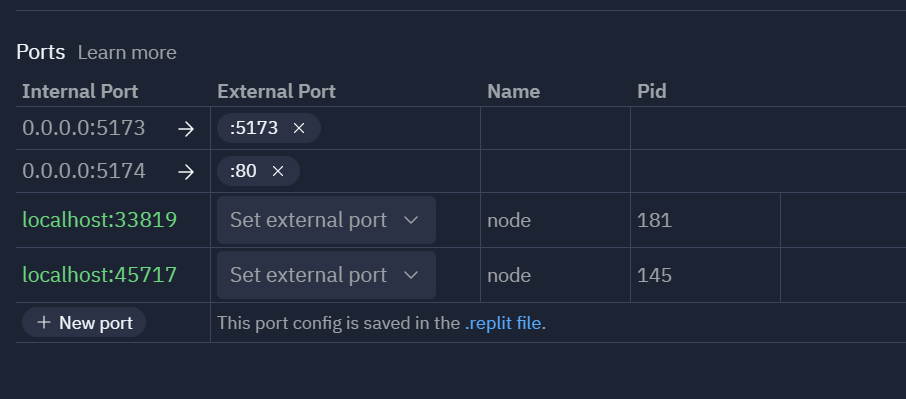 Ports Learn more
Internal Port External Port Name Pid
0.0.0.0:5173 → :5173 ×
0.0.0.0:5174 → :80 ×
localhost:33819 Set external port node 181
localhost:45717 Set external port node 145
+ New port This port config is saved in the .replit file.